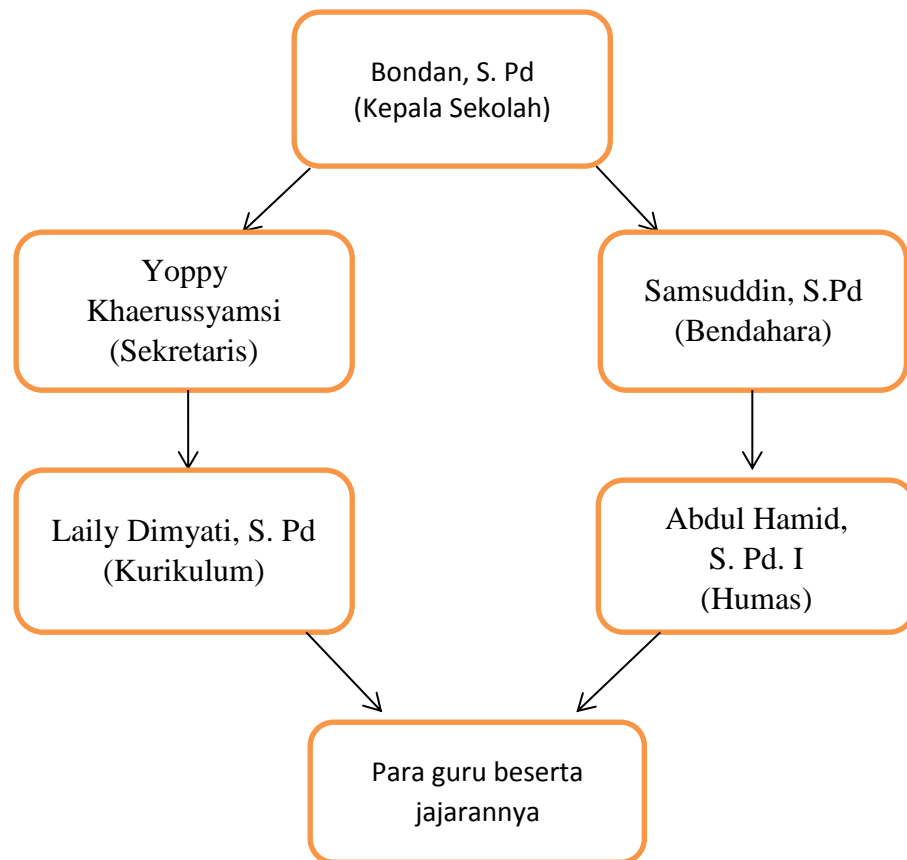 Bondan, S. Pd
(Kepala Sekolah)
Yoppy
Khaerussyamsi
(Sekretaris)
Samsuddin, S.Pd
(Bendahara)
Laily Dimyati, S. Pd
(Kurikulum)
Abdul Hamid,
S. Pd. I
(Humas)
Para guru beserta
jajarannya